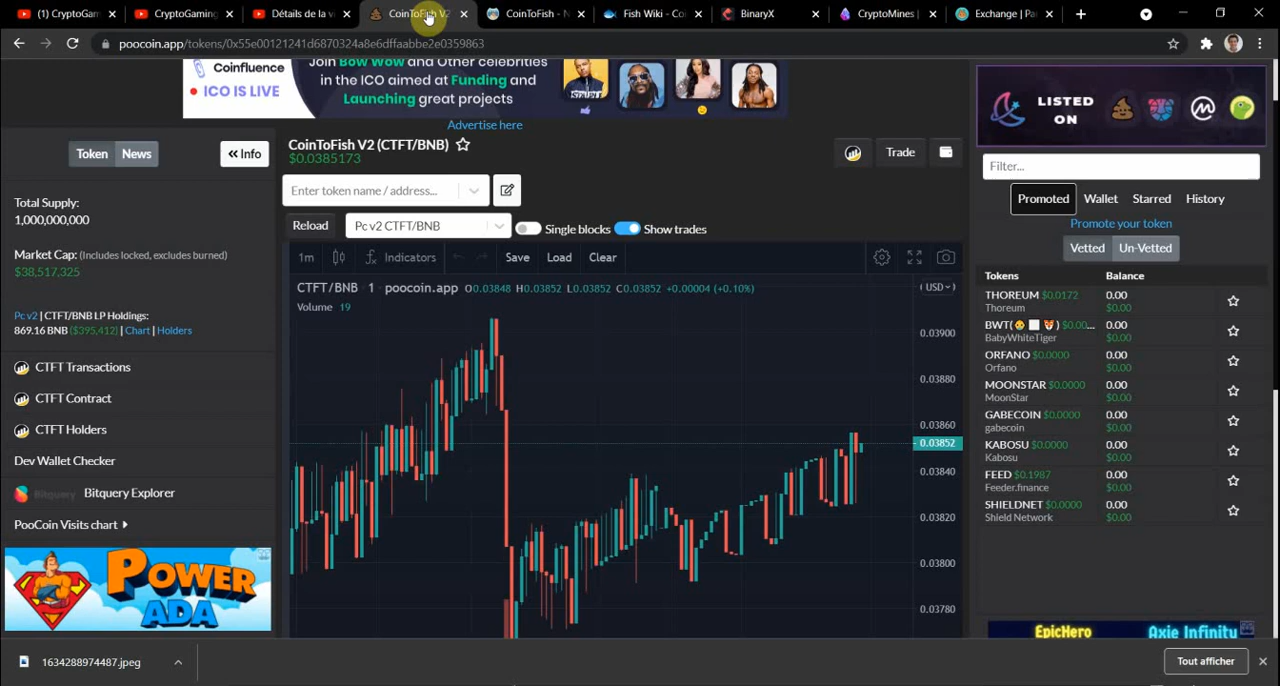 (1) CryptoGam
CryptoGaming
Détails de la v
CoinToFish V2
CoinToFish - N
Fish Wiki - Co
BinaryX
CryptoMines |
Exchange | Pa
poocoin.app/tokens/0x55e00121241d6870324a8e6dffaabbe2e0359863
Coinfluence
ICO IS LIVE
Join Bow Wow and Other celebrities
in the ICO aimed at Funding and
Launching great projects
Advertise here
LISTED
ON
Token
News
« Info
Total Supply:
1,000,000,000
Market Cap: (Includes locked, excludes burned)
$38,517,325
Pc v2 | CTFT/BNB LP Holdings:
869.16 BNB ($395,412) | Chart | Holders
CTFT Transactions
CTFT Contract
CTFT Holders
Dev Wallet Checker
Bitquery
Bitquery Explorer
PooCoin Visits chart
POWER
ADA
CoinToFish V2 (CTFT/BNB)
$0.0385173
Trade
Enter token name / address...
Reload
Pc v2 CTFT/BNB
Single blocks
Show trades
1m
Indicators
Save
Load
Clear
CTFT/BNB 1 poocoin.app O0.03848 H0.03852 L0.03852 C0.03852 +0.00004 (+0.10%)
Volume 19
(USD)
0.03900
0.03880
0.03860
0.03852
0.03840
0.03820
0.03800
0.03780
Filter...
Promoted
Wallet
Starred
History
Promote your token
Vetted
Un-Vetted
Tokens
Balance
THOREUM $0.0172 0.00
Thoreum $0.00
BWT( $0.00... 0.00
BabyWhiteTiger $0.00
ORFANO $0.0000 0.00
Orfano $0.00
MOONSTAR $0.0000 0.00
MoonStar $0.00
GABECOIN $0.0000 0.00
gabecoin $0.00
KABOSU $0.0000 0.00
Kabosu $0.00
FEED $0.1987 0.00
Feeder.finance $0.00
SHIELDNET $0.0000 0.00
Shield Network $0.00
EpicHero
Axie Infinity
1634288974487.jpeg
Tout afficher